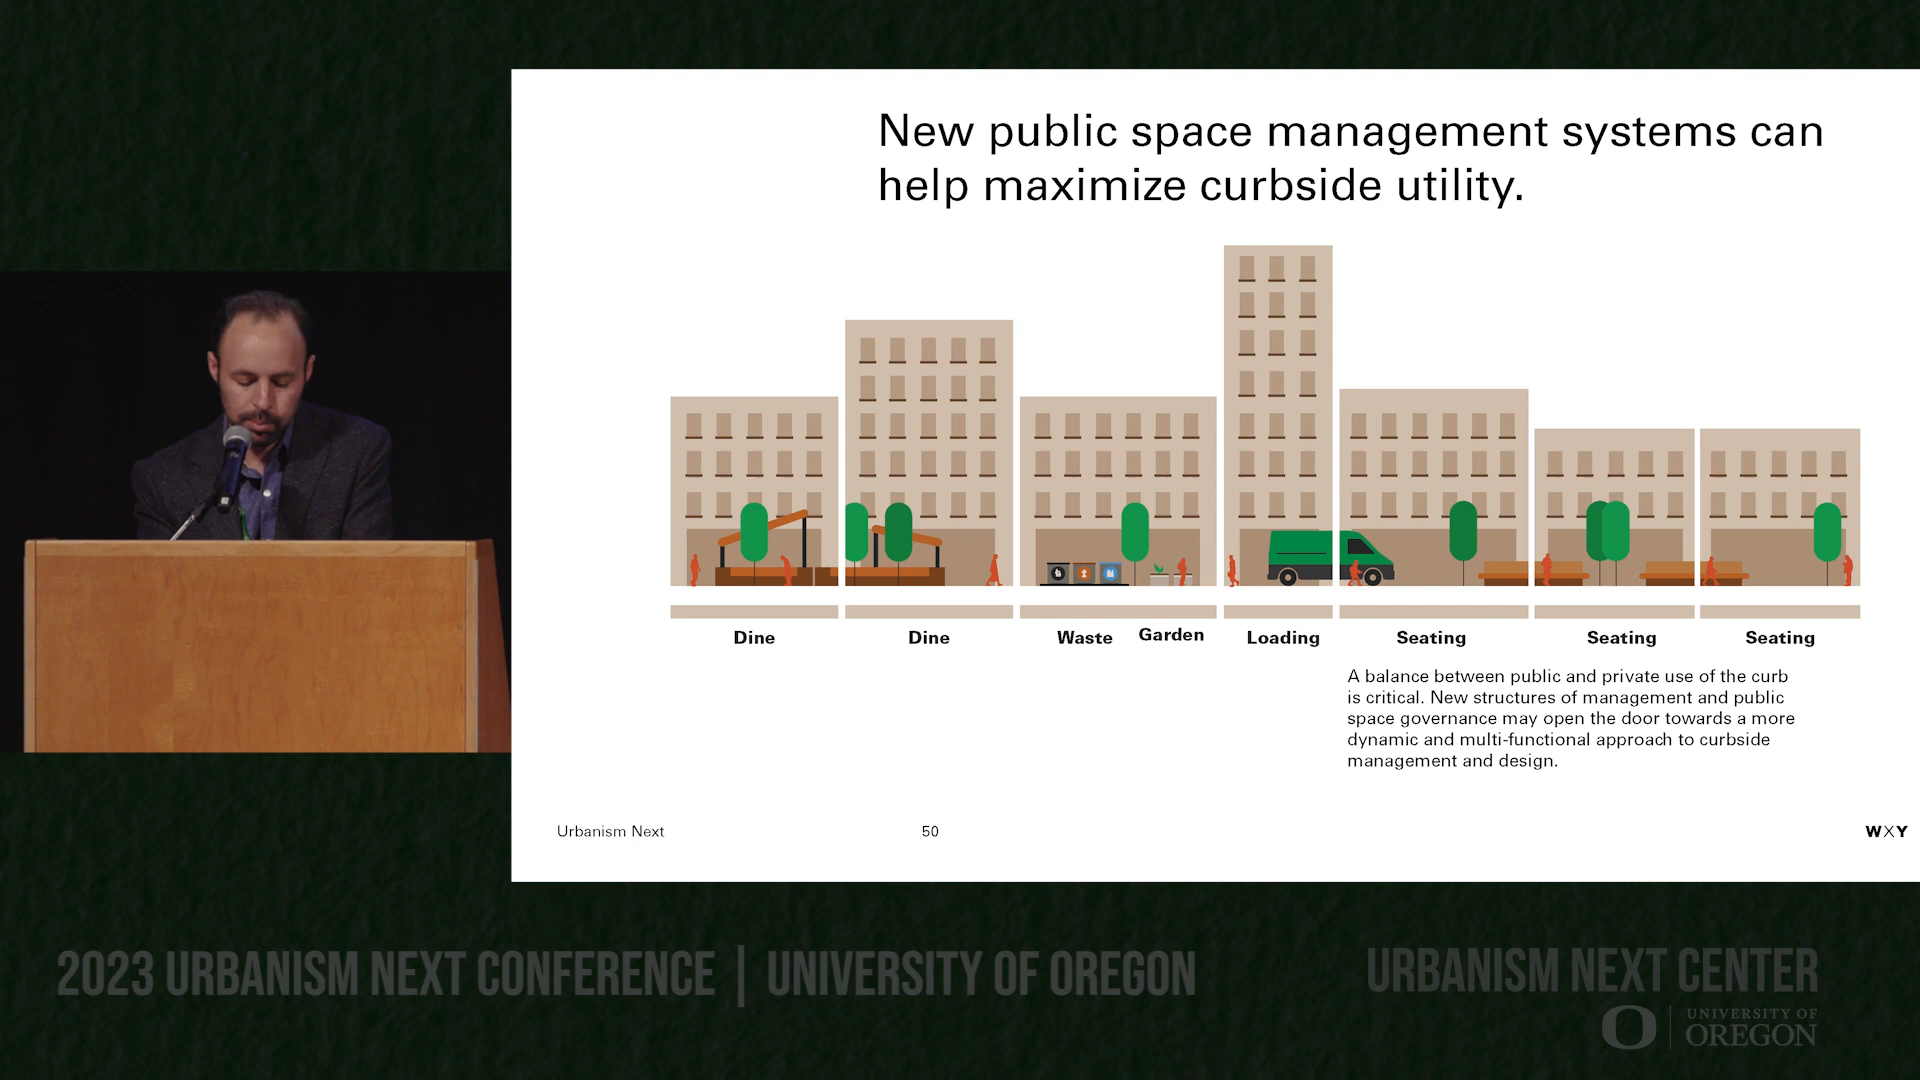 New public space management systems can
help maximize curbside utility.
Dine
Dine
Waste
Garden
Loading
Seating
Seating
Seating
A balance between public and private use of the curb
is critical. New structures of management and public
space governance may open the door towards a more
dynamic and multi-functional approach to curbside
management and design.
Urbanism Next
50
WXY
2023 URBANISM NEXT CONFERENCE | UNIVERSITY OF OREGON
URBANISM NEXT CENTER
O
UNIVERSITY OF
OREGON